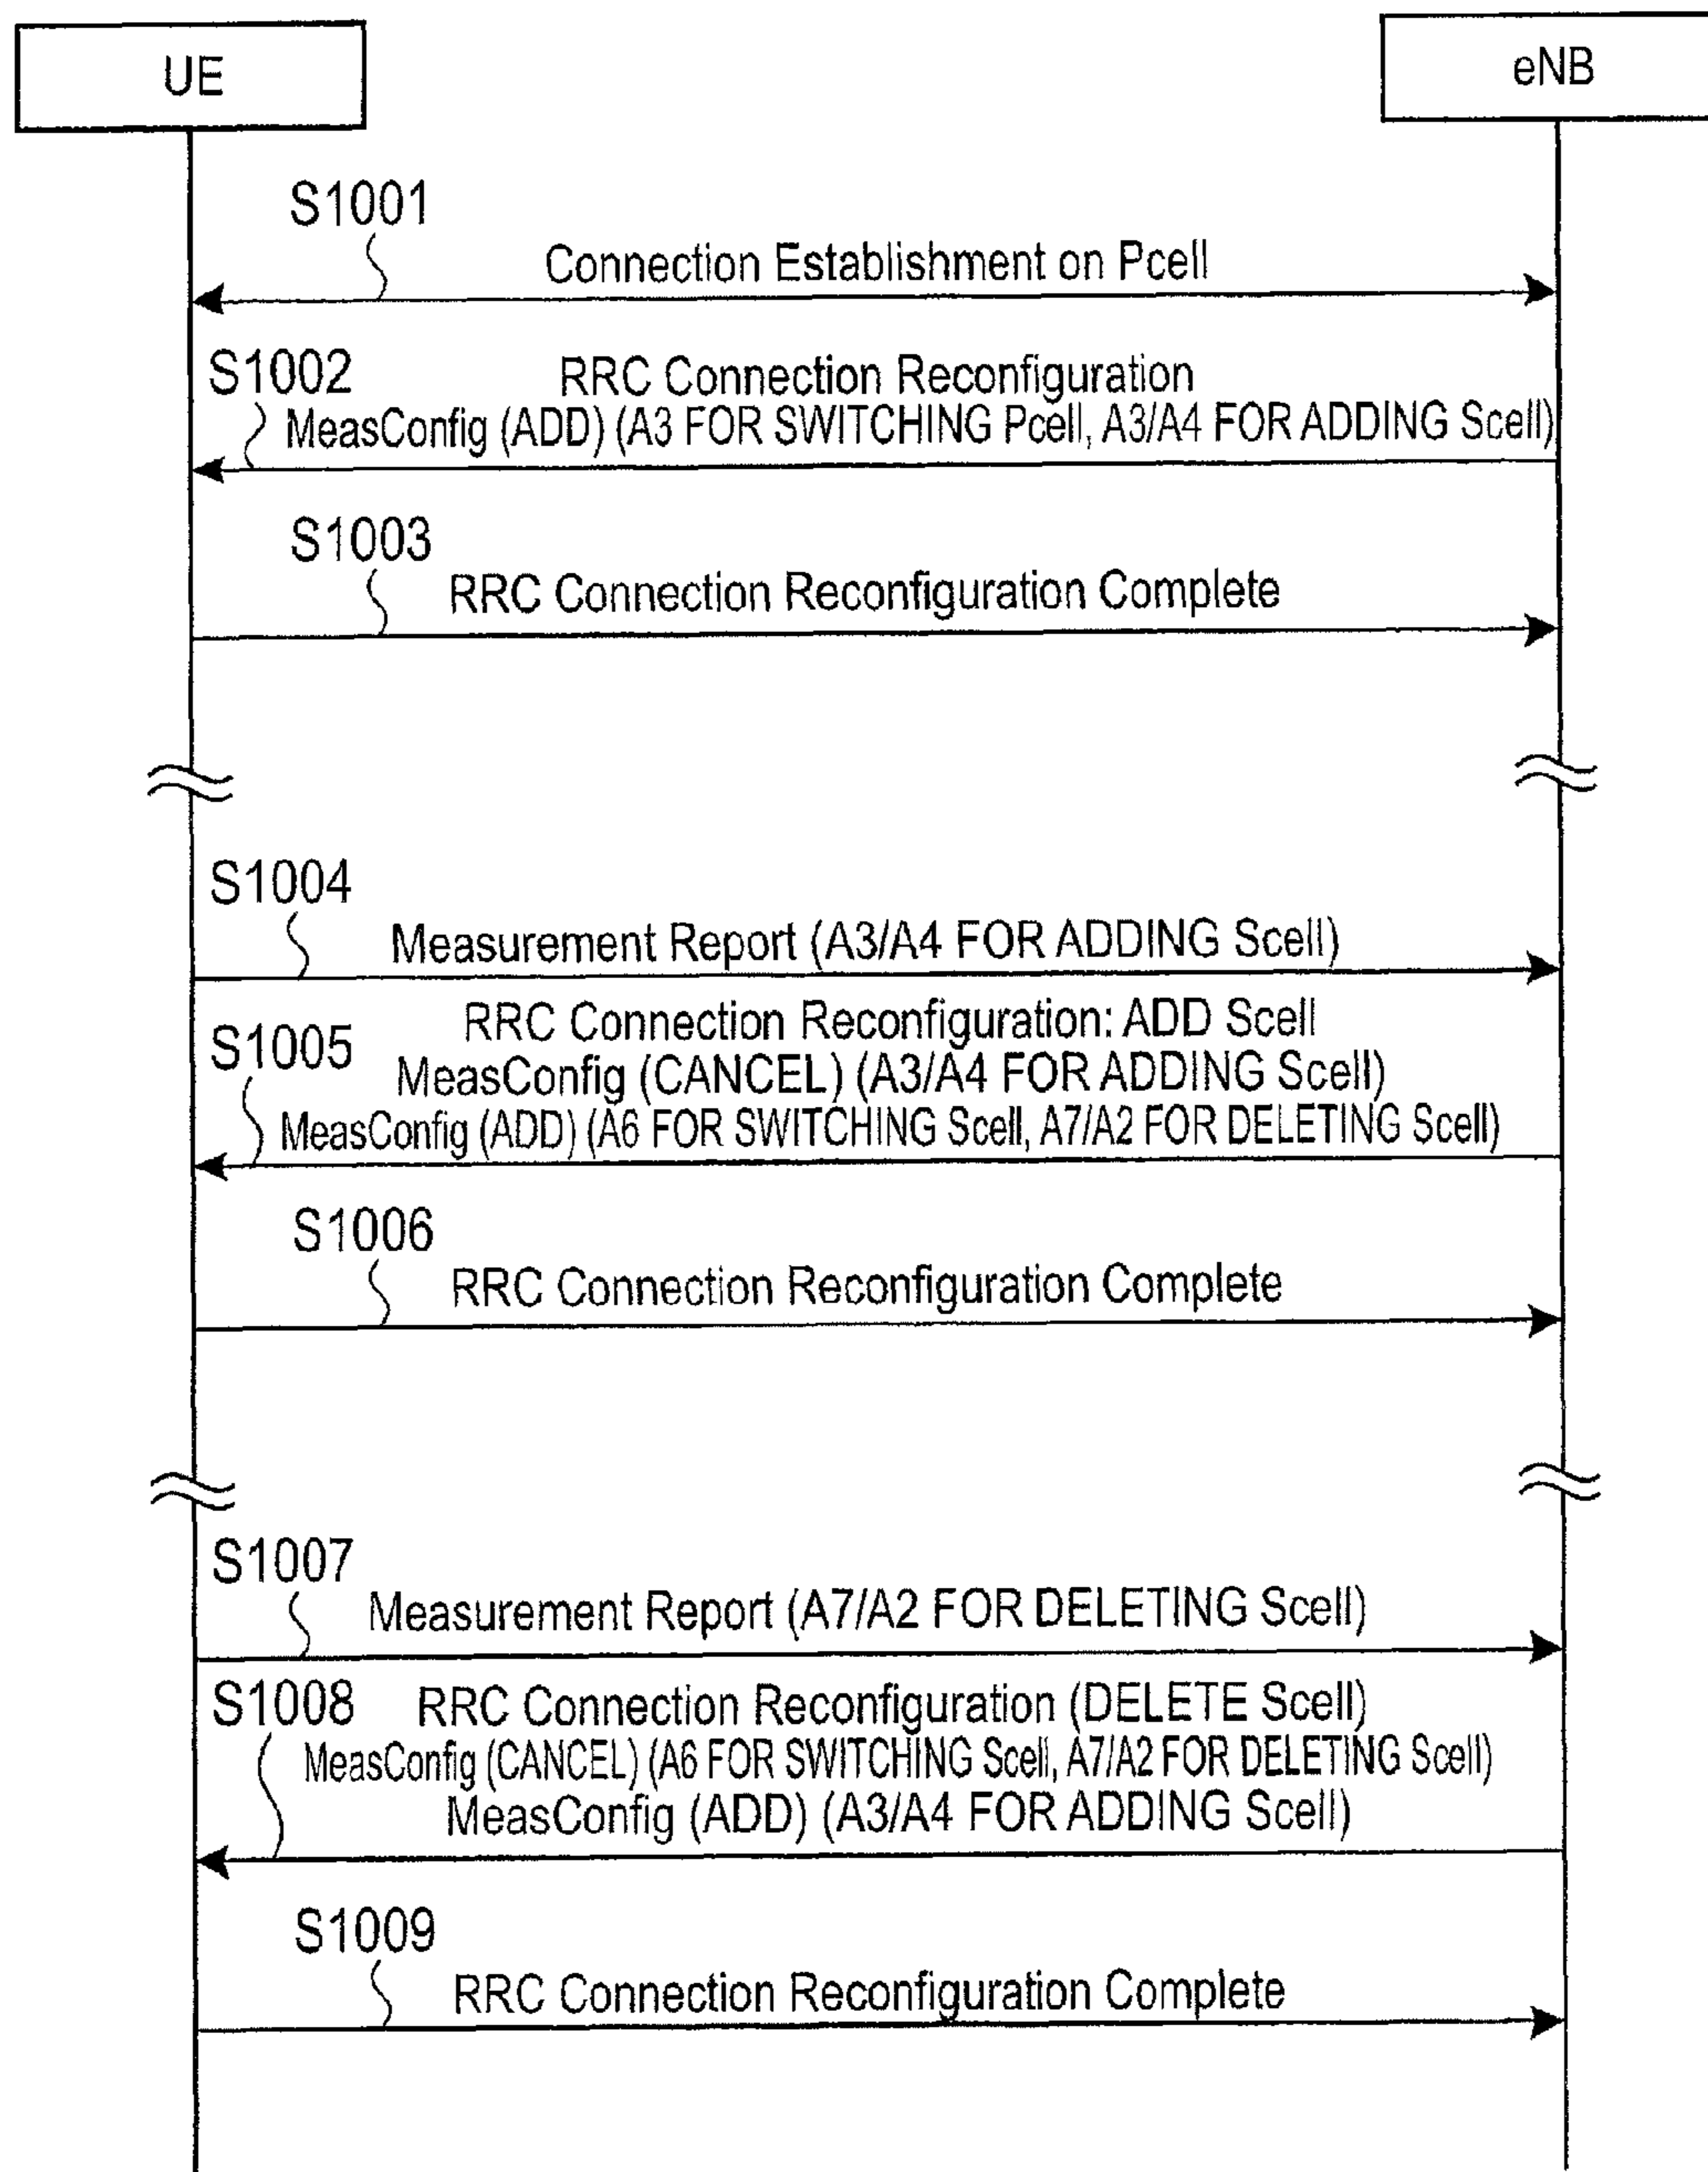 UE
eNB
S1001
Connection Establishment on Pcell
S1002
RRC Connection Reconfiguration
MeasConfig (ADD) (A3 FOR SWITCHING Pcell, A3/A4 FOR ADDING Scell)
S1003
RRC Connection Reconfiguration Complete
S1004
Measurement Report (A3/A4 FOR ADDING Scell)
S1005
RRC Connection Reconfiguration: ADD Scell
MeasConfig (CANCEL) (A3/A4 FOR ADDING Scell)
MeasConfig (ADD) (A6 FOR SWITCHING Scell, A7/A2 FOR DELETING Scell)
S1006
RRC Connection Reconfiguration Complete
S1007
Measurement Report (A7/A2 FOR DELETING Scell)
S1008
RRC Connection Reconfiguration (DELETE Scell)
MeasConfig (CANCEL) (A6 FOR SWITCHING Scell, A7/A2 FOR DELETING Scell)
MeasConfig (ADD) (A3/A4 FOR ADDING Scell)
S1009
RRC Connection Reconfiguration Complete